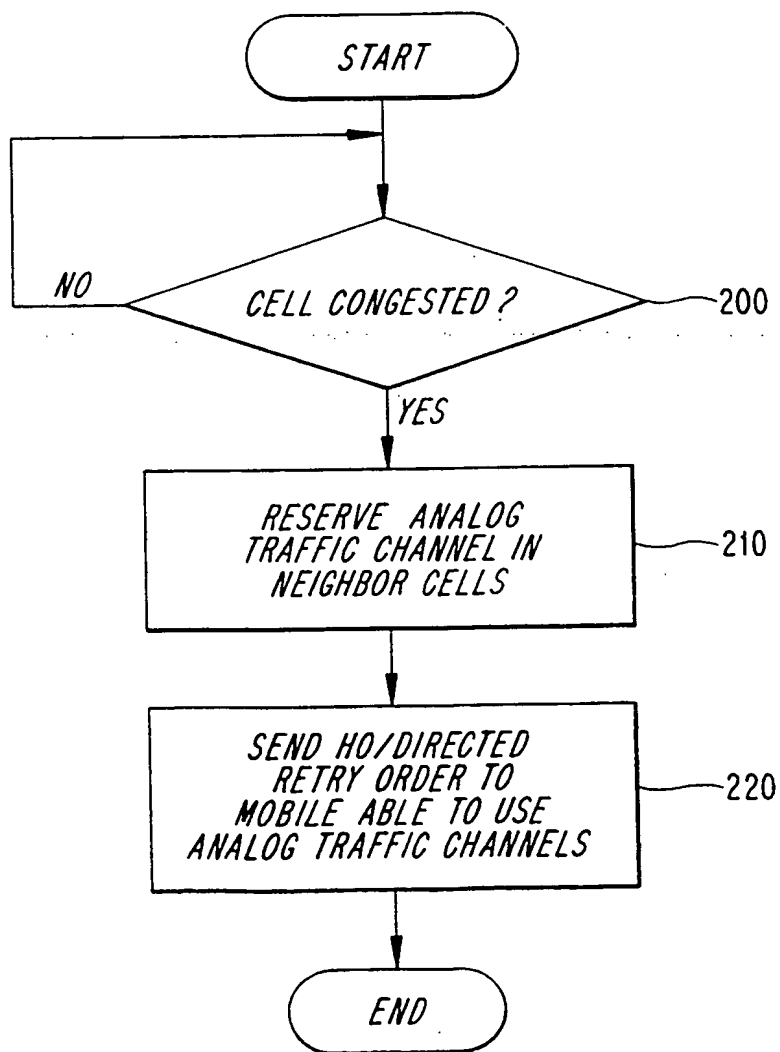 START
NO
CELL CONGESTED ?
200
YES
RESERVE ANALOG
TRAFFIC CHANNEL IN
NEIGHBOR CELLS
210
SEND HO/DIRECTED
RETRY ORDER TO
MOBILE ABLE TO USE
ANALOG TRAFFIC CHANNELS
220
END